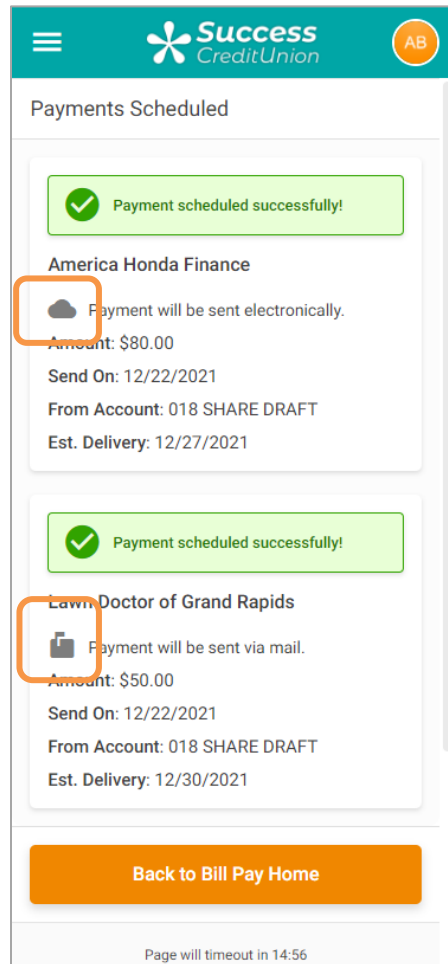 Success
CreditUnion
AB
Payments Scheduled
Payment scheduled successfully!
America Honda Finance
Payment will be sent electronically.
Amount: $80.00
Send On: 12/22/2021
From Account: 018 SHARE DRAFT
Est. Delivery: 12/27/2021
Payment scheduled successfully!
Lawn Doctor of Grand Rapids
Payment will be sent via mail.
Amount: $50.00
Send On: 12/22/2021
From Account: 018 SHARE DRAFT
Est. Delivery: 12/30/2021
Back to Bill Pay Home
Page will timeout in 14:56